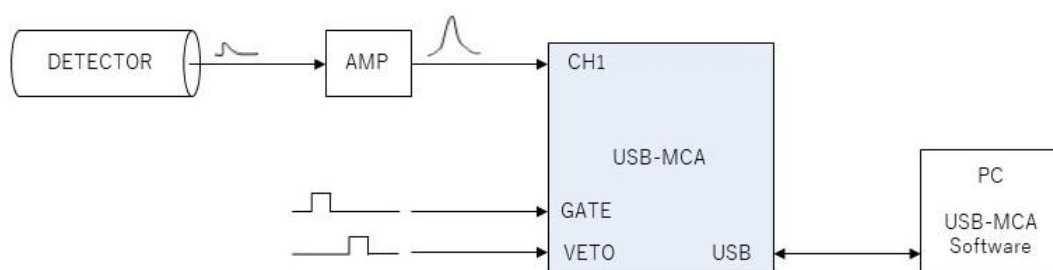 DETECTOR
AMP
CH1
USB-MCA
GATE
VETO
USB
PC
USB-MCA
Software